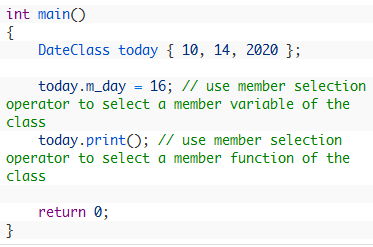 int main()
{
    DateClass today { 10, 14, 2020 };

    today.m_day = 16; // use member selection
operator to select a member variable of the
class
    today.print(); // use member selection
operator to select a member function of the
class

    return 0;
}